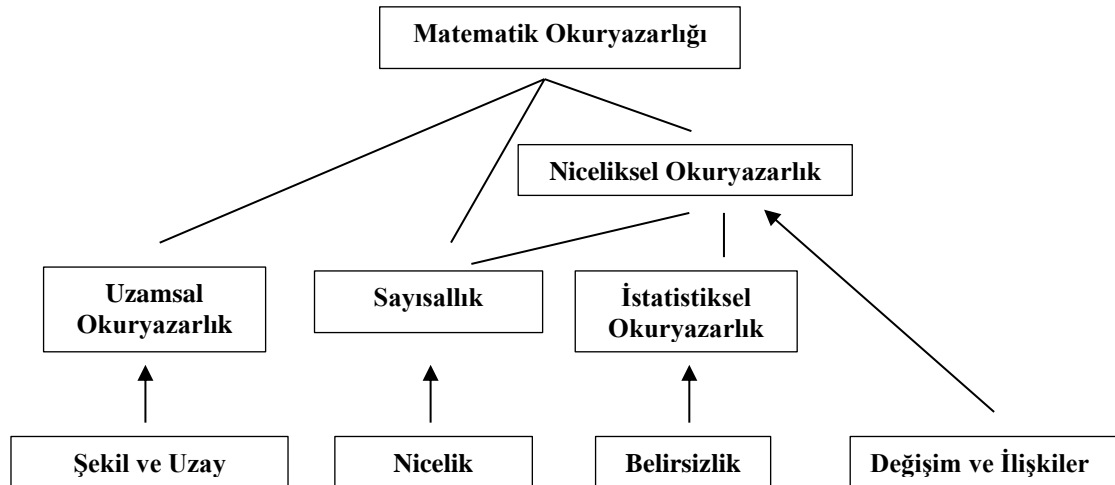 Matematik Okuryazarlığı
Niceliksel Okuryazarlık
Uzamsal
Okuryazarlık
Sayısallık
İstatistiksel
Okuryazarlık
Şekil ve Uzay
Nicelik
Belirsizlik
Değişim ve İlişkiler